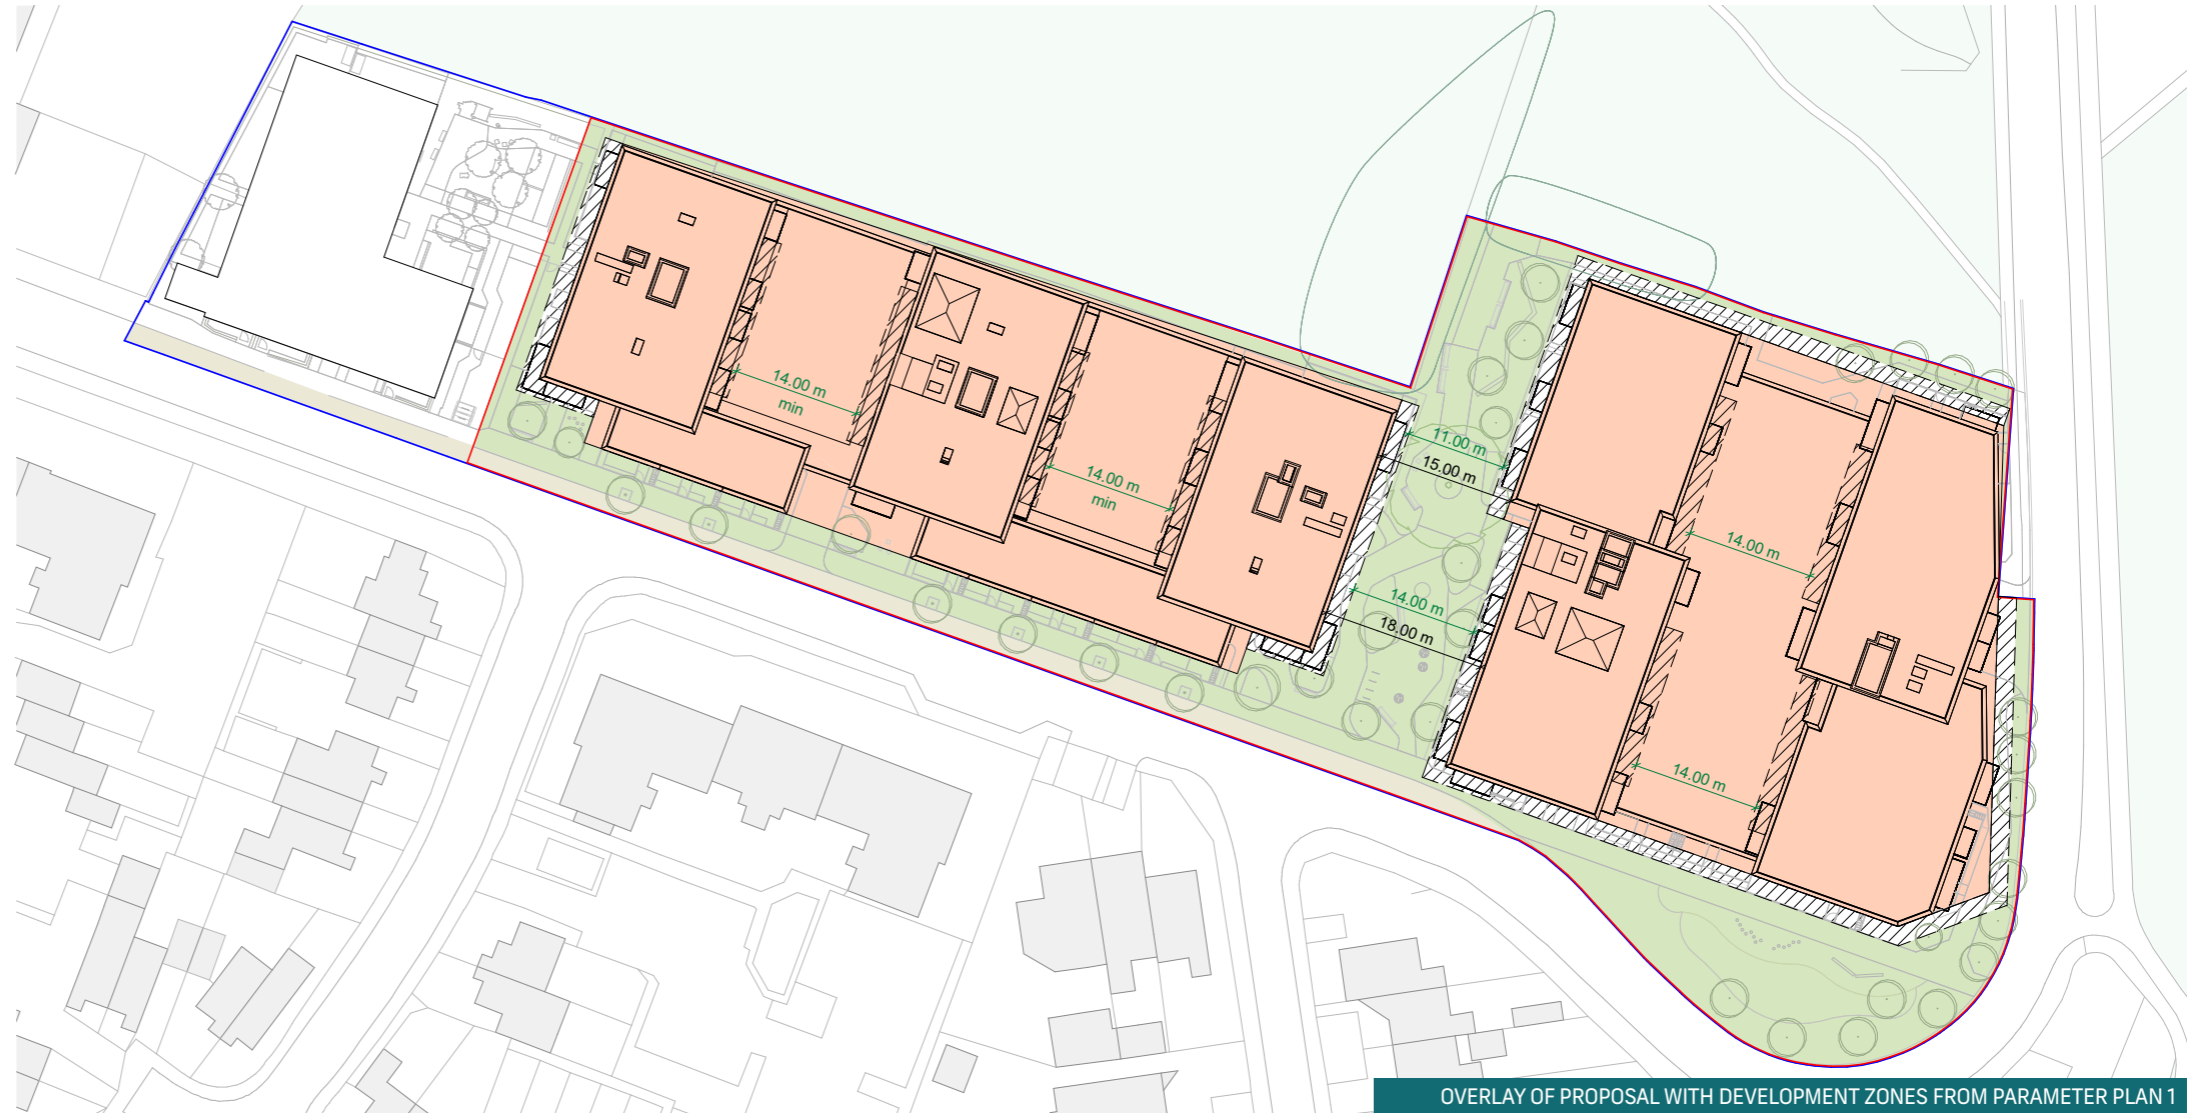 14.00 m
min
14.00 m
min
11.00 m
15.00 m
14.00 m
18.00 m
14.00 m
14.00 m
OVERLAY OF PROPOSAL WITH DEVELOPMENT ZONES FROM PARAMETER PLAN 1